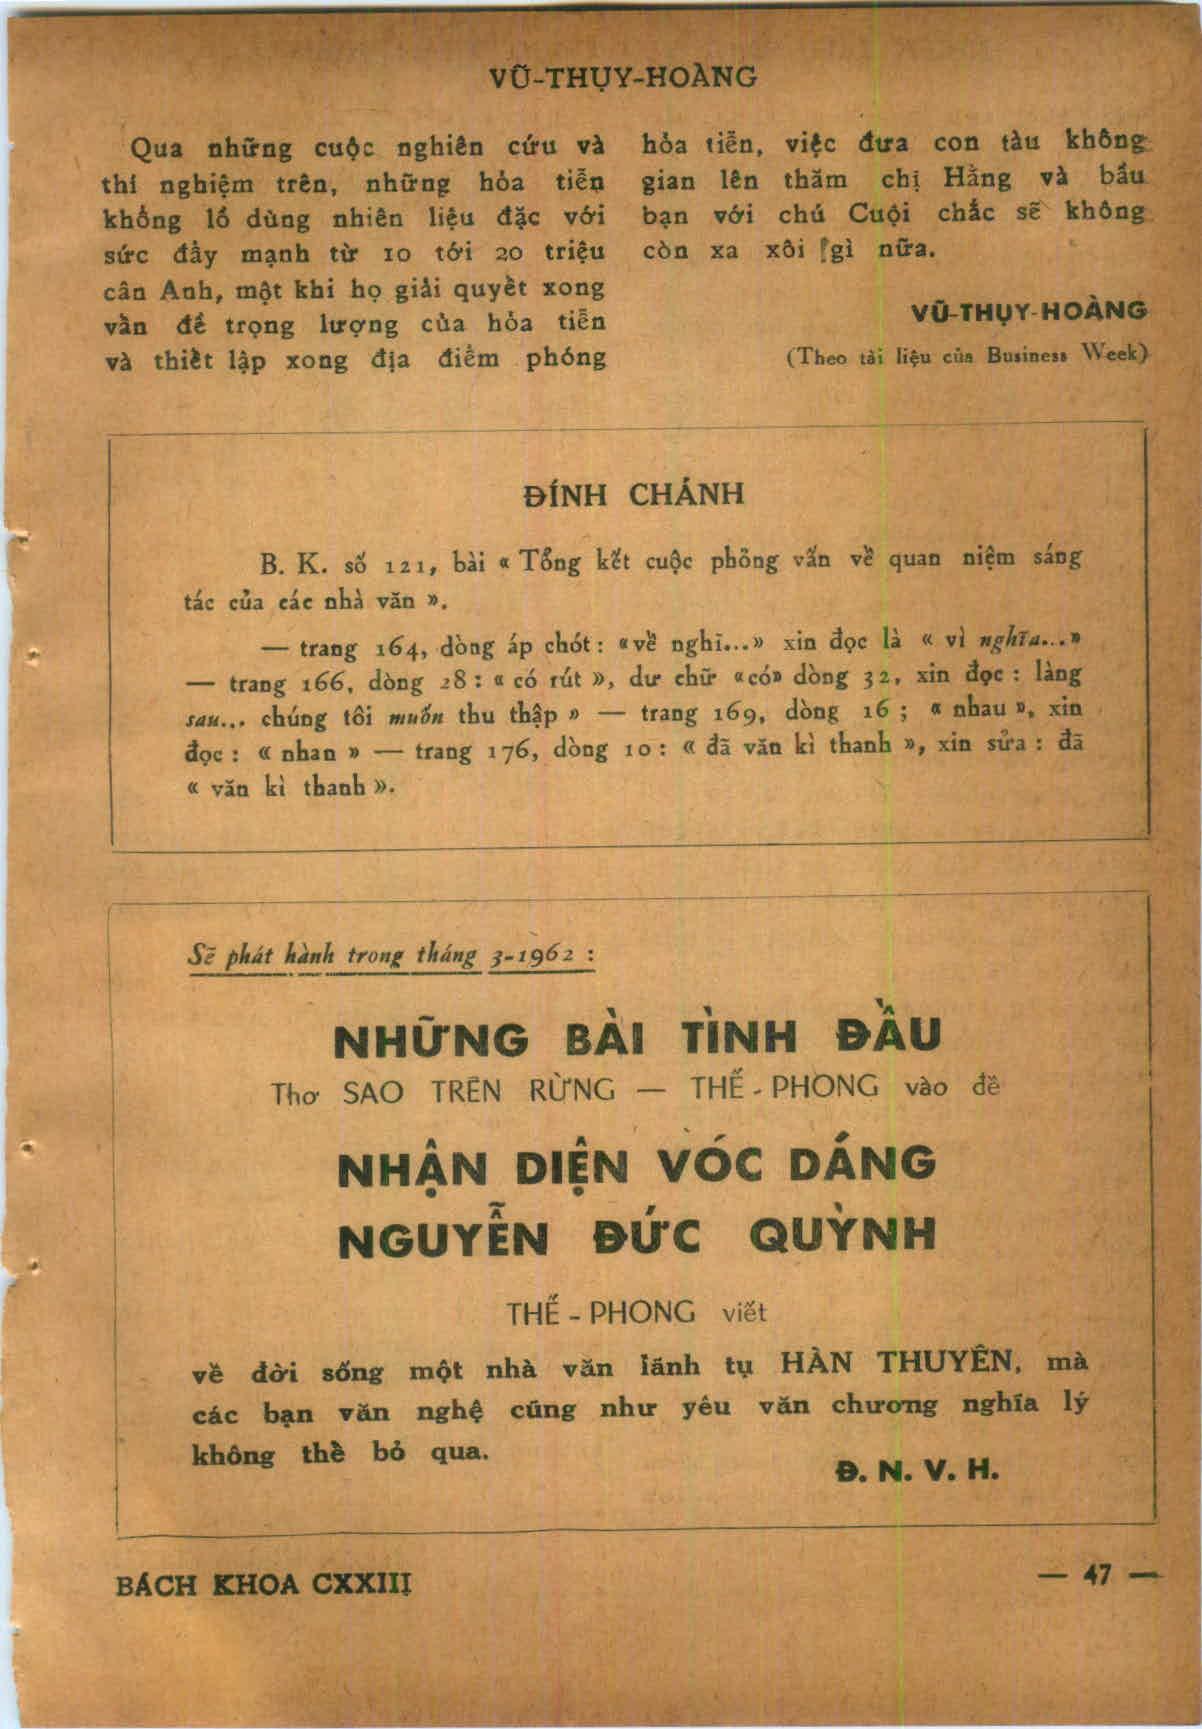 VŨ-THỤY-HOÀNG
Qua những cuộc nghiên cứu và
thí nghiệm trên, những hỏa tiễn
khổng lồ dùng nhiên liệu đặc với
sức đẩy mạnh từ 10 tới 20 triệu
cân Anh, một khi họ giải quyết xong
vấn đề trọng lượng của hỏa tiễn
và thiết lập xong địa điểm phóng
hỏa tiễn, việc đưa con tàu không
gian lên thăm chị Hằng và bầu
bạn với chú Cuội chắc sẽ không
còn xa xôi gì nữa.
VŨ-THỤY-HOÀNG
(Theo tài liệu của Business Week)
ĐÍNH CHÁNH
B. K. số 121, bài « Tổng kết cuộc phỏng vấn về quan niệm sáng
tác của các nhà văn ».
— trang 164, dòng áp chót : «về nghĩ...» xin đọc là « vì nghĩa...»
— trang 166, dòng 28 : « có rút », dư chữ «có» dòng 32, xin đọc : làng
sau... chúng tôi muốn thu thập » — trang 169, dòng 16 ; « nhau », xin
đọc : « nhan » — trang 176, dòng 10 : « đã văn kì thanh », xin sửa : đã
« văn kì thanh ».
Sẽ phát hành trong tháng 3-1962 :
NHỮNG BÀI TÌNH ĐẦU
Thơ SAO TRÊN RỪNG — THẾ - PHONG vào đề
NHẬN DIỆN VÓC DÁNG
NGUYỄN ĐỨC QUỲNH
THẾ - PHONG viết
về đời sống một nhà văn lãnh tụ HÀN THUYÊN, mà
các bạn văn nghệ cũng như yêu văn chương nghĩa lý
không thể bỏ qua.
Đ. N. V. H.
BÁCH KHOA CXXIII
— 47 —